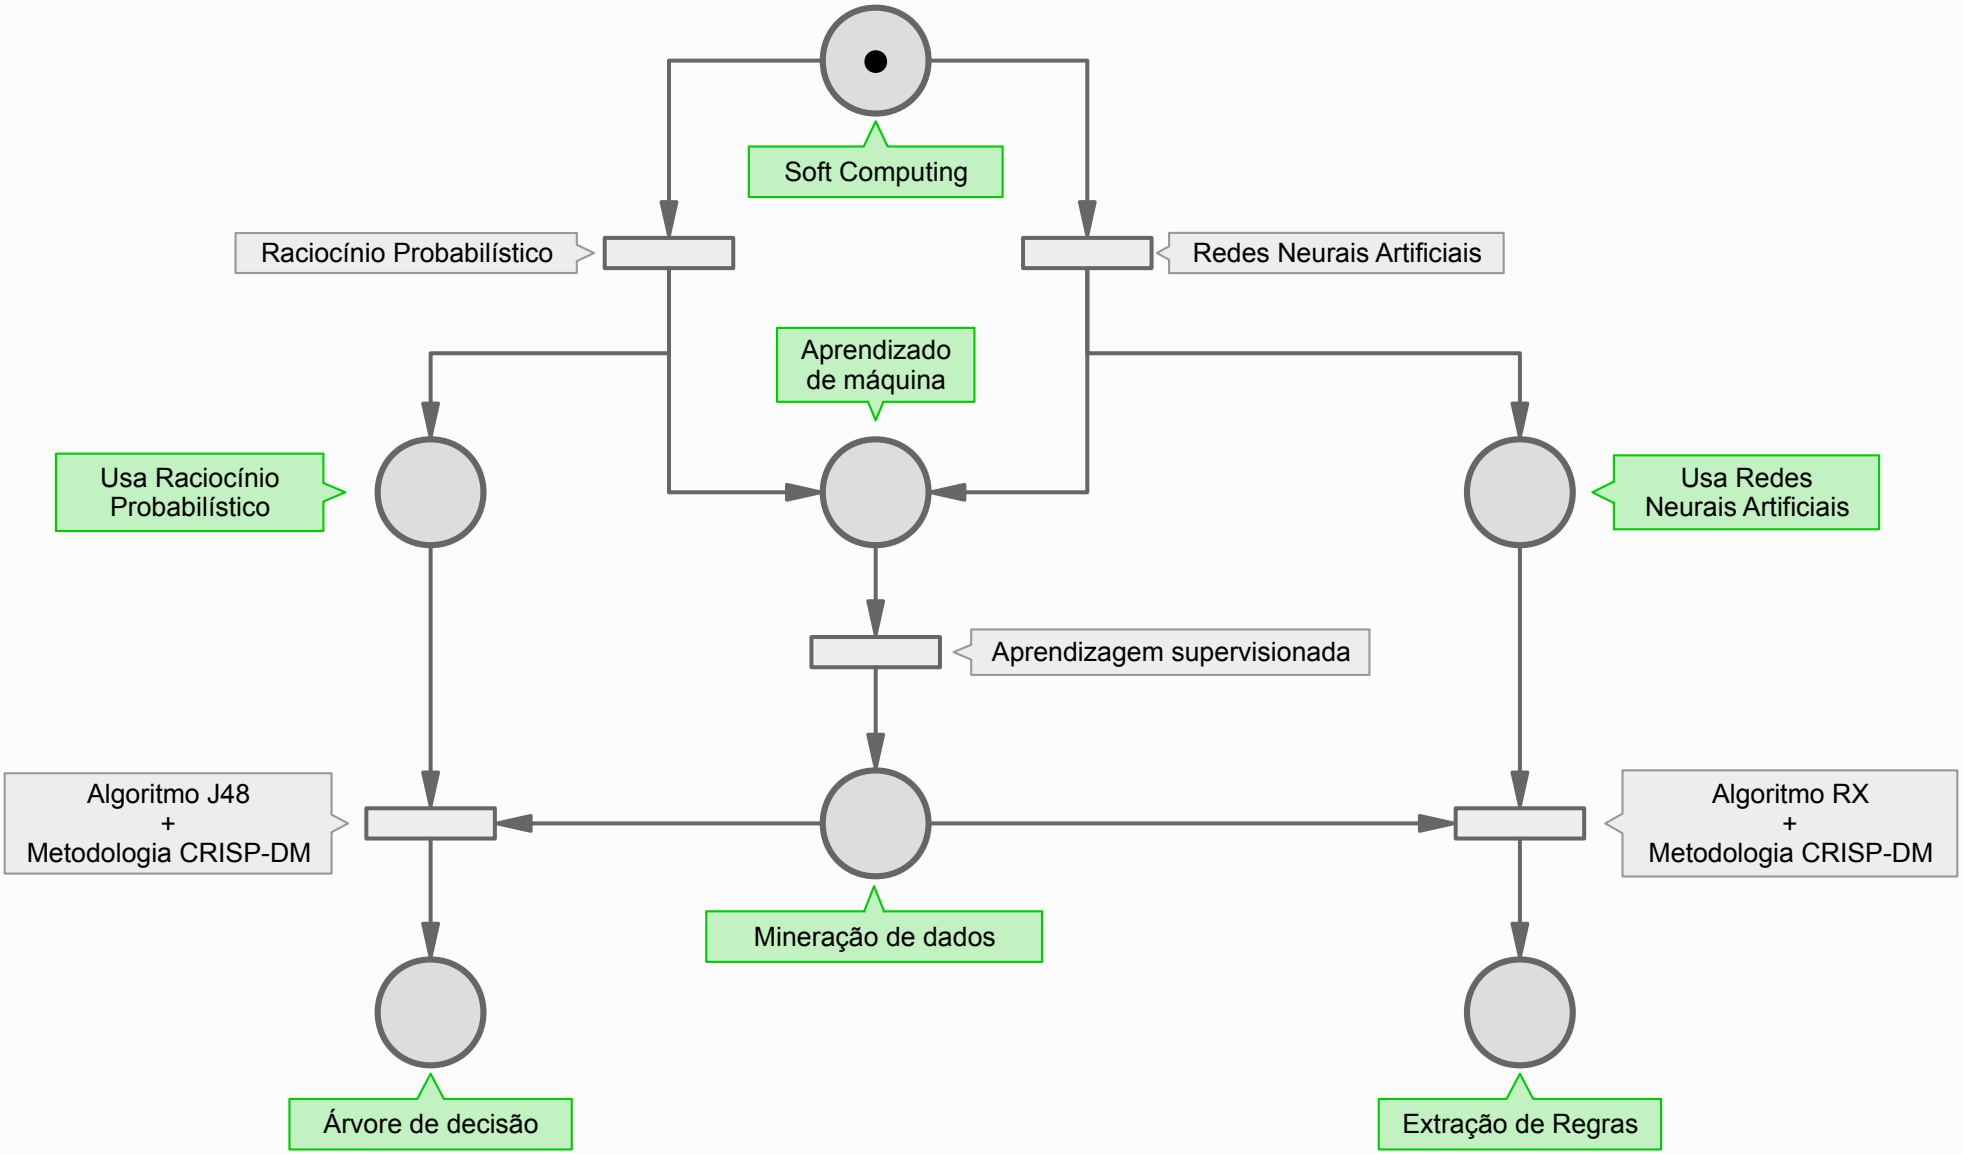 Soft Computing
Raciocínio Probabilístico
Redes Neurais Artificiais
Aprendizado
de máquina
Usa Raciocínio
Probabilístico
Usa Redes
Neurais Artificiais
Aprendizagem supervisionada
Algoritmo J48
+
Metodologia CRISP-DM
Algoritmo RX
+
Metodologia CRISP-DM
Mineração de dados
Árvore de decisão
Extração de Regras